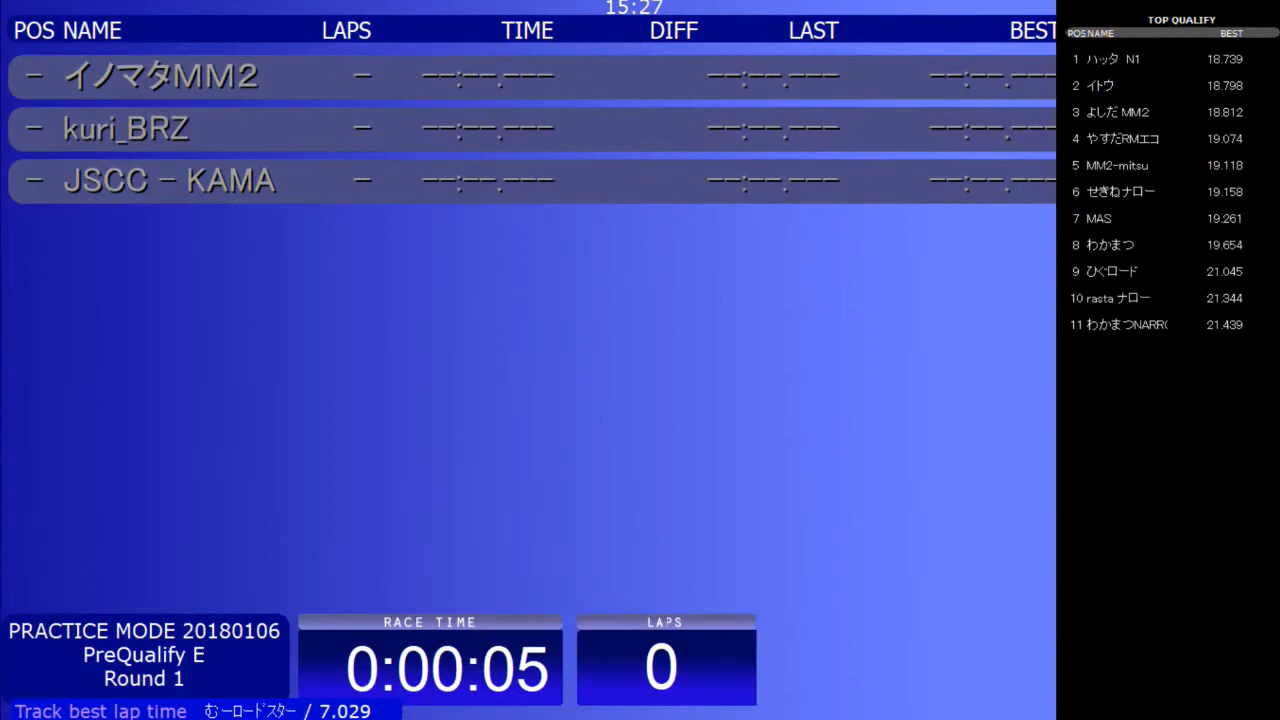 15:27
POS NAME LAPS TIME DIFF LAST BEST
– イノマタMM2 – --:--.--- --:--.--- --:--.---
– kuri_BRZ – --:--.--- --:--.--- --:--.---
– JSCC - KAMA – --:--.--- --:--.--- --:--.---
PRACTICE MODE 20180106
PreQualify E
Round 1
RACE TIME
0:00:05
LAPS
0
Track best lap time むーロードスター / 7.029
TOP QUALIFY
POS NAME BEST
1 ハッタ N1 18.739
2 イトウ 18.798
3 よしだ MM2 18.812
4 やすだRMエコ 19.074
5 MM2-mitsu 19.118
6 せきねナロー 19.158
7 MAS 19.261
8 わかまつ 19.654
9 ひぐロード 21.045
10 rasta ナロー 21.344
11 わかまつNARR 21.439